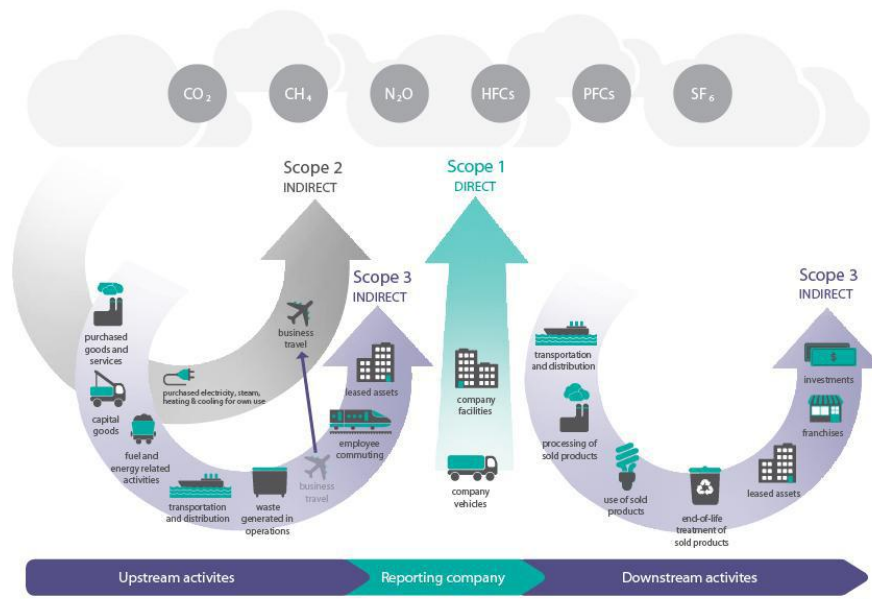 CO₂
CH₄
N₂O
HFCs
PFCs
SF₆
Scope 2
INDIRECT
Scope 1
DIRECT
Scope 3
INDIRECT
Scope 3
INDIRECT
purchased
goods and
services
capital
goods
fuel and
energy related
activities
purchased electricity, steam,
heating & cooling for own use
business
travel
transportation
and distribution
waste
generated in
operations
business
travel
employee
commuting
leased assets
company
facilities
company
vehicles
transportation
and distribution
processing of
sold products
use of sold
products
end-of-life
treatment of
sold products
leased assets
franchises
$
investments
Upstream activites
Reporting company
Downstream activites